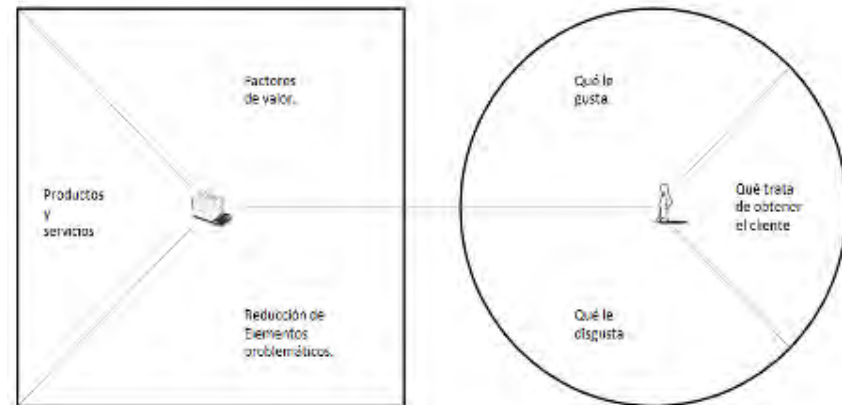 Factores
de valor.
Qué le
gusta.
Productos
y
servicios
Qué trata
de obtener
el cliente
Reducción de
Elementos
problemáticos.
Qué le
disgusta